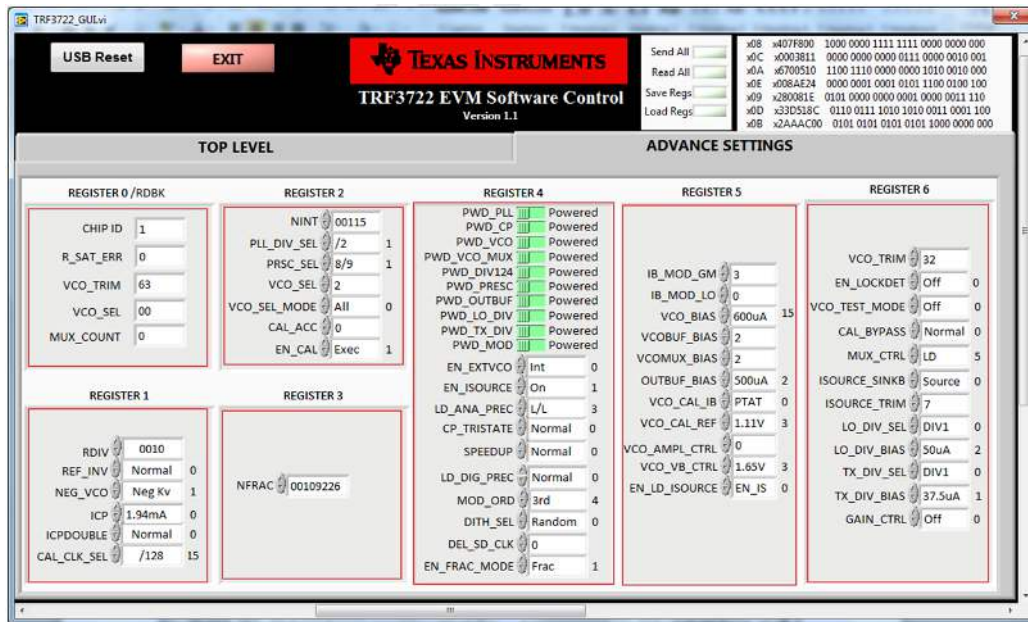 TRF3722_GUI.vi
USB Reset
EXIT
TEXAS INSTRUMENTS
TRF3722 EVM Software Control
Version 1.1
Send All
Read All
Save Regs
Load Regs
x08 x407F800 1000 0000 1111 1111 0000 0000 000
x0C x0003811 0000 0000 0000 0111 0000 0010 001
x0A x6700510 1100 1110 0000 0000 1010 0010 000
x0E x008AE24 0000 0001 0001 0101 1100 0100 100
x09 x280081E 0101 0000 0000 0001 0000 0011 110
x0D x33D518C 0110 0111 1010 1010 0011 0001 100
x0B x2AAAC00 0101 0101 0101 0101 1000 0000 000
TOP LEVEL
ADVANCE SETTINGS
REGISTER 0 /RDBK
CHIP ID 1
R_SAT_ERR 0
VCO_TRIM 63
VCO_SEL 00
MUX_COUNT 0
REGISTER 1
RDIV 0010
REF_INV Normal 0
NEG_VCO Neg Kv 1
ICP 1.94mA 0
ICPDOUBLE Normal 0
CAL_CLK_SEL /128 15
REGISTER 2
NINT 00115
PLL_DIV_SEL /2 1
PRSC_SEL 8/9 1
VCO_SEL 2
VCO_SEL_MODE All 0
CAL_ACC 0
EN_CAL Exec 1
REGISTER 3
NFRAC 00109226
REGISTER 4
PWD_PLL Powered
PWD_CP Powered
PWD_VCO Powered
PWD_VCO_MUX Powered
PWD_DIV124 Powered
PWD_PRESC Powered
PWD_OUTBUF Powered
PWD_LO_DIV Powered
PWD_TX_DIV Powered
PWD_MOD Powered
EN_EXTVCO Int 0
EN_ISOURCE On 1
LD_ANA_PREC L/L 3
CP_TRISTATE Normal 0
SPEEDUP Normal 0
LD_DIG_PREC Normal 0
MOD_ORD 3rd 4
DITH_SEL Random 0
DEL_SD_CLK 0
EN_FRAC_MODE Frac 1
REGISTER 5
IB_MOD_GM 3
IB_MOD_LO 0
VCO_BIAS 600uA 15
VCOBUF_BIAS 2
VCOMUX_BIAS 2
OUTBUF_BIAS 500uA 2
VCO_CAL_IB PTAT 0
VCO_CAL_REF 1.11V 3
VCO_AMPL_CTRL 0
VCO_VB_CTRL 1.65V 3
EN_LD_ISOURCE EN_IS 0
REGISTER 6
VCO_TRIM 32
EN_LOCKDET Off 0
VCO_TEST_MODE Off 0
CAL_BYPASS Normal 0
MUX_CTRL LD 5
ISOURCE_SINKB Source 0
ISOURCE_TRIM 7
LO_DIV_SEL DIV1 0
LO_DIV_BIAS 50uA 2
TX_DIV_SEL DIV1 0
TX_DIV_BIAS 37.5uA 1
GAIN_CTRL Off 0